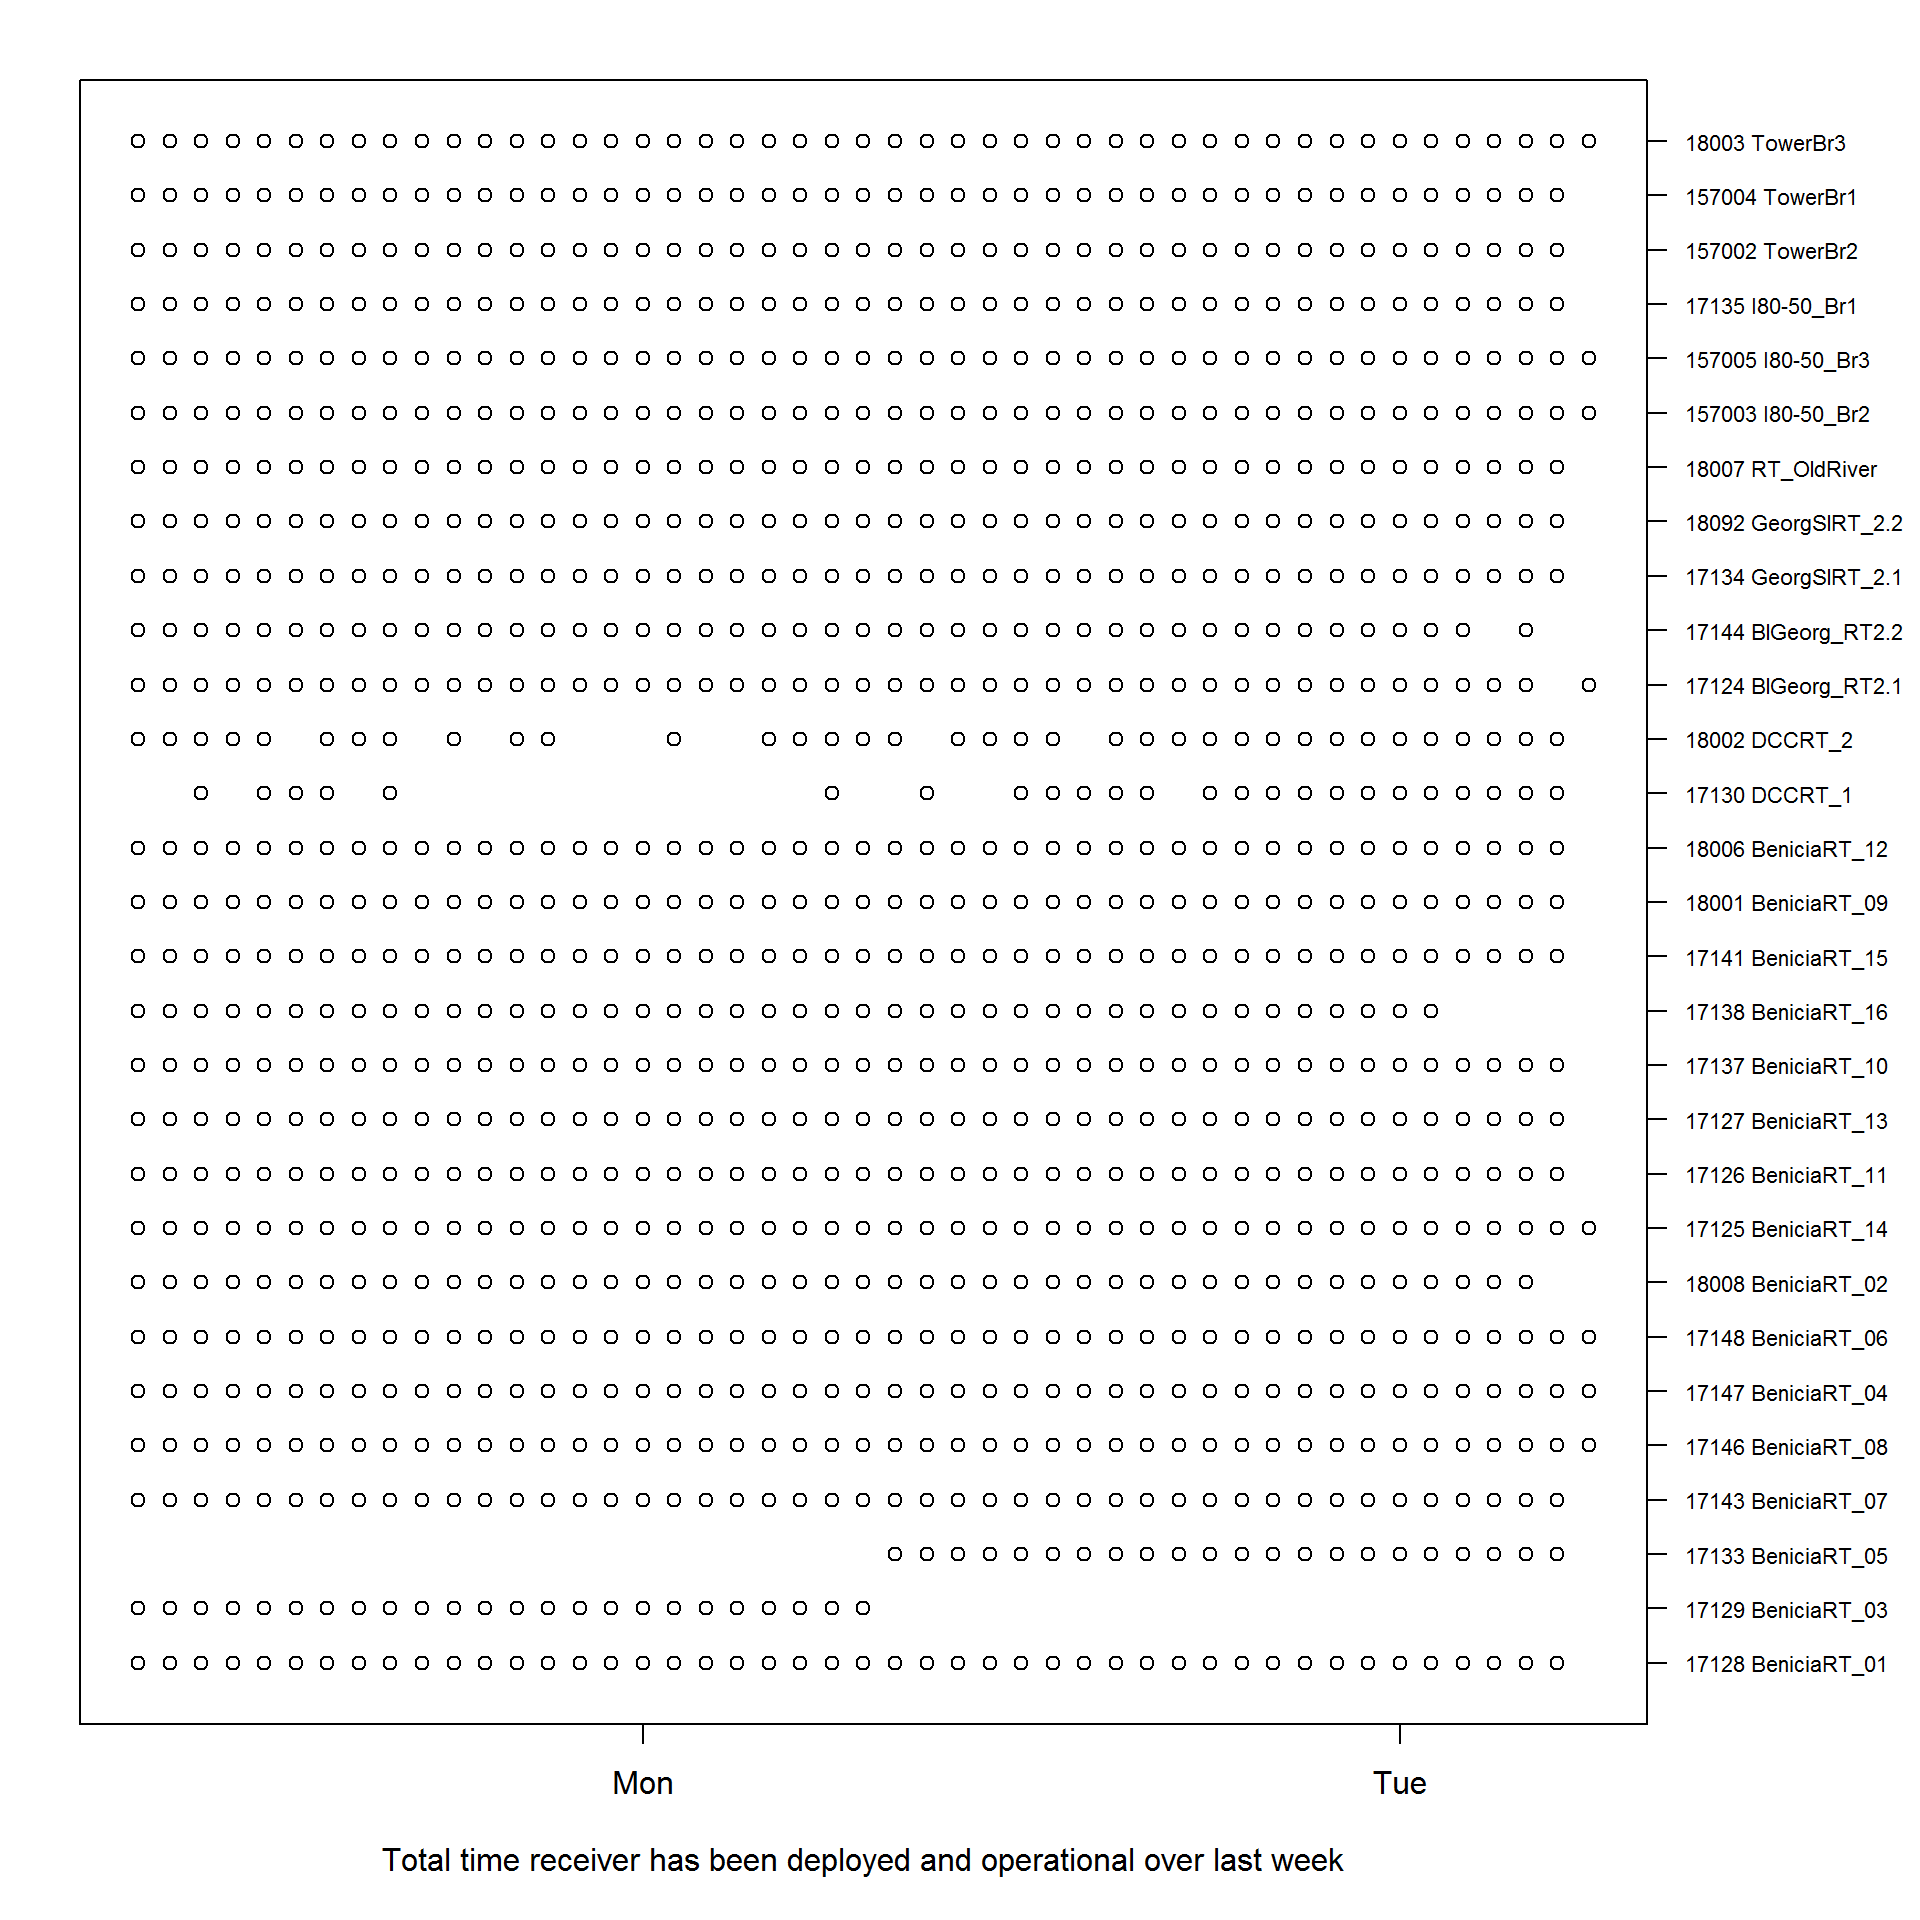 18003 TowerBr3
157004 TowerBr1
157002 TowerBr2
17135 I80-50_Br1
157005 I80-50_Br3
157003 I80-50_Br2
18007 RT_OldRiver
18092 GeorgSlRT_2.2
17134 GeorgSlRT_2.1
17144 BlGeorg_RT2.2
17124 BlGeorg_RT2.1
18002 DCCRT_2
17130 DCCRT_1
18006 BeniciaRT_12
18001 BeniciaRT_09
17141 BeniciaRT_15
17138 BeniciaRT_16
17137 BeniciaRT_10
17127 BeniciaRT_13
17126 BeniciaRT_11
17125 BeniciaRT_14
18008 BeniciaRT_02
17148 BeniciaRT_06
17147 BeniciaRT_04
17146 BeniciaRT_08
17143 BeniciaRT_07
17133 BeniciaRT_05
17129 BeniciaRT_03
17128 BeniciaRT_01
Mon Tue
Total time receiver has been deployed and operational over last week